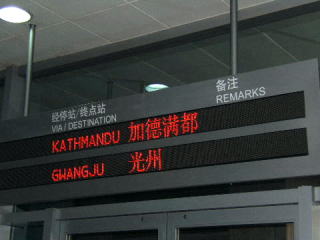 经停站/终点站 备注
VIA / DESTINATION REMARKS
KATHMANDU 加德满都
GWANGJU 光州